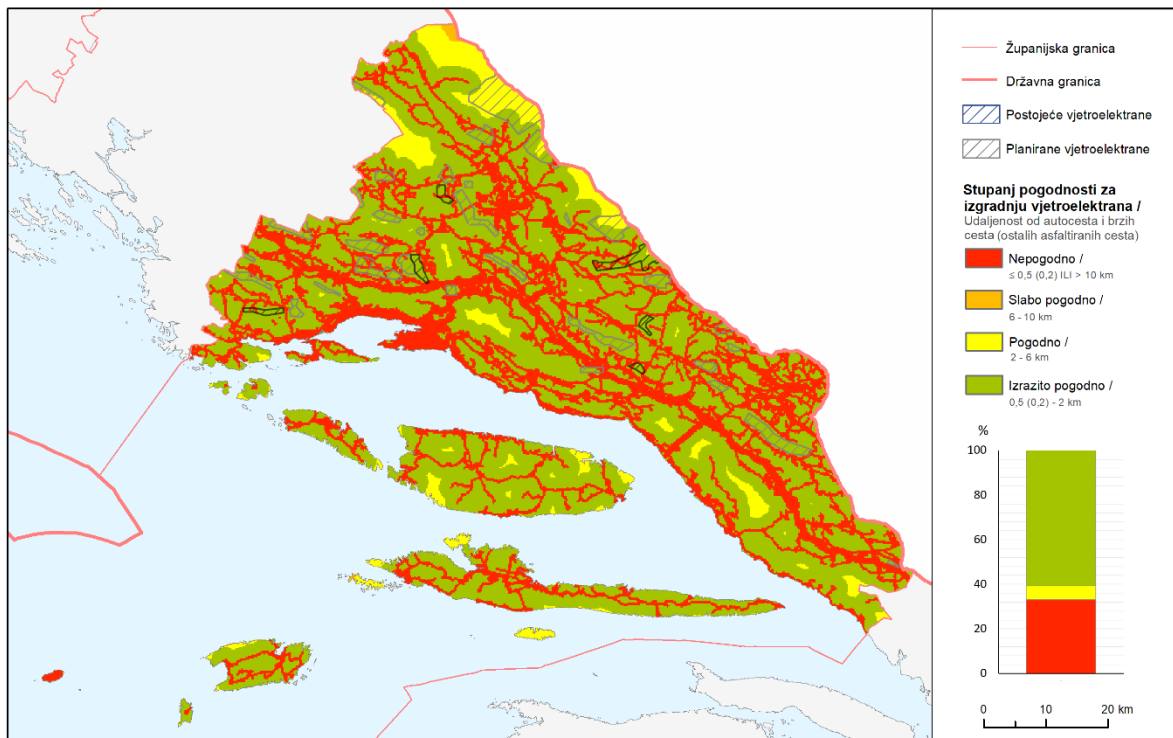 Županijska granica
Državna granica
Postojeće vjetroelektrane
Planirane vjetroelektrane
Stupanj pogodnosti za
izgradnju vjetroelektrana /
Udaljenost od autocesta i brzih
cesta (ostalih asfaltiranih cesta)
Nepogodno /
≤ 0,5 (0,2) ILI > 10 km
Slabo pogodno /
6 - 10 km
Pogodno /
2 - 6 km
Izrazito pogodno /
0,5 (0,2) - 2 km
%
100
80
60
40
20
0
0 10 20 km